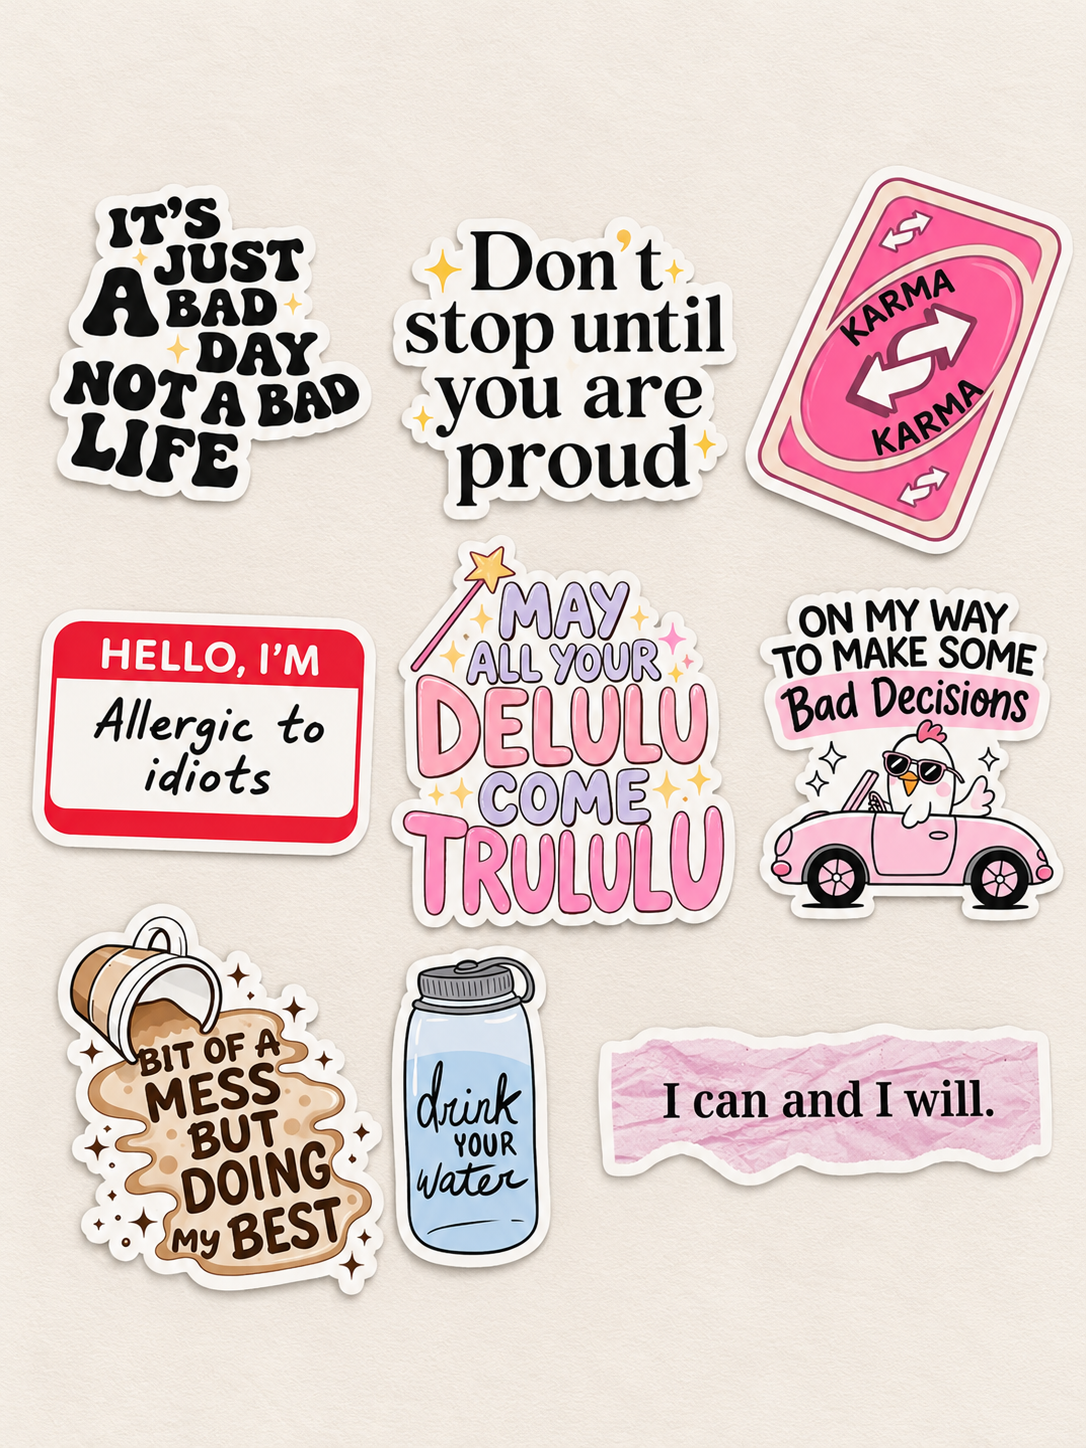 IT'S
JUST
A BAD
DAY
NOT A BAD
LIFE
Don't
stop until
you are
proud
KARMA
KARMA
HELLO, I'M
Allergic to
idiots
MAY
ALL YOUR
DELULU
COME
TRULULU
ON MY WAY
TO MAKE SOME
Bad Decisions
BIT OF A
MESS
BUT
DOING
MY BEST
drink
YOUR
water
I can and I will.